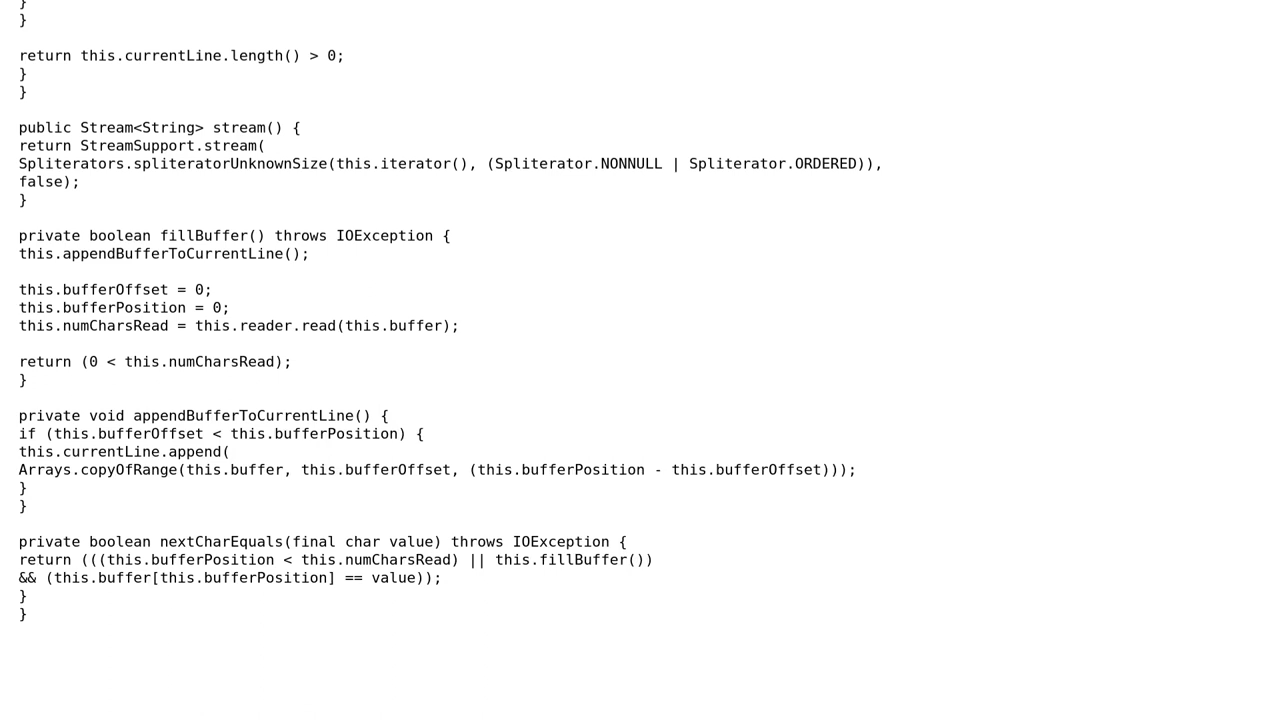 }
}
return this.currentLine.length() > 0;
}
}
public Stream<String> stream() {
return StreamSupport.stream(
Spliterators.spliteratorUnknownSize(this.iterator(), (Spliterator.NONNULL | Spliterator.ORDERED)),
false);
}
private boolean fillBuffer() throws IOException {
this.appendBufferToCurrentLine();
this.bufferOffset = 0;
this.bufferPosition = 0;
this.numCharsRead = this.reader.read(this.buffer);
return (0 < this.numCharsRead);
}
private void appendBufferToCurrentLine() {
if (this.bufferOffset < this.bufferPosition) {
this.currentLine.append(
Arrays.copyOfRange(this.buffer, this.bufferOffset, (this.bufferPosition - this.bufferOffset)));
}
}
private boolean nextCharEquals(final char value) throws IOException {
return (((this.bufferPosition < this.numCharsRead) || this.fillBuffer())
&& (this.buffer[this.bufferPosition] == value));
}
}